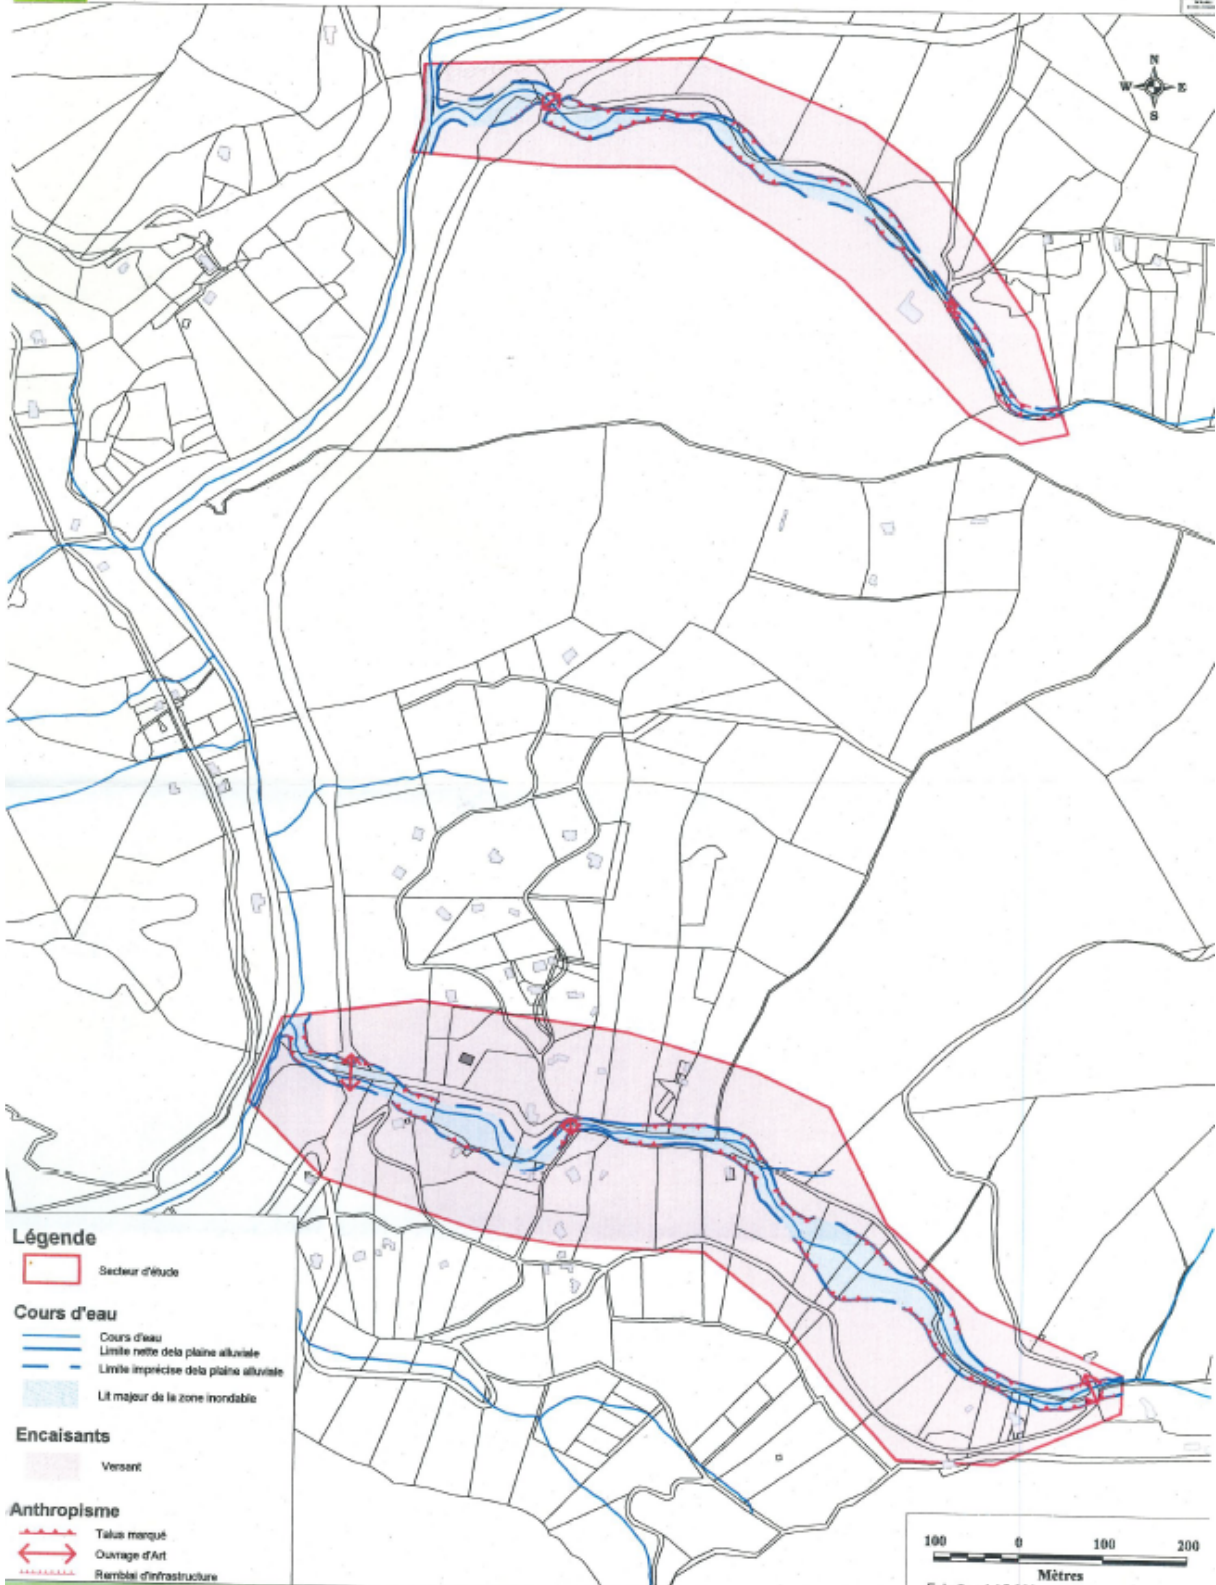 N
W E
S
Légende
Secteur d'étude
Cours d'eau
Cours d'eau
Limite nette dela plaine alluviale
Limite imprécise dela plaine alluviale
Lit majeur de la zone inondable
Encaisants
Versant
Anthropisme
Talus marqué
Ouvrage d'Art
Remblai d'infrastructure
100 0 100 200
Mètres